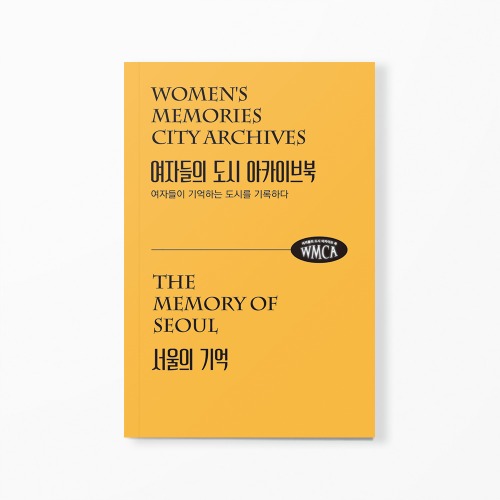 WOMEN'S
MEMORIES
CITY ARCHIVES
여자들의 도시 아카이브북
여자들이 기억하는 도시를 기록하다
WMCA
THE
MEMORY OF
SEOUL
서울의 기억